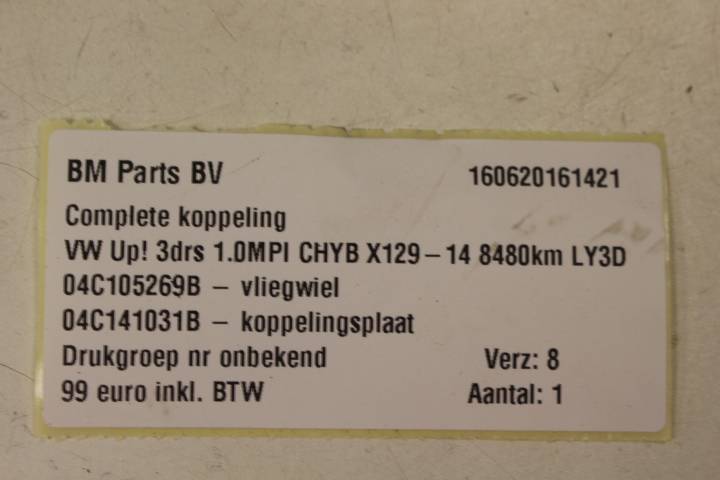 BM Parts BV 160620161421
Complete koppeling
VW Up! 3drs 1.0MPI CHYB X129 – 14 8480km LY3D
04C105269B – vliegwiel
04C141031B – koppelingsplaat
Drukgroep nr onbekend Verz: 8
99 euro inkl. BTW Aantal: 1